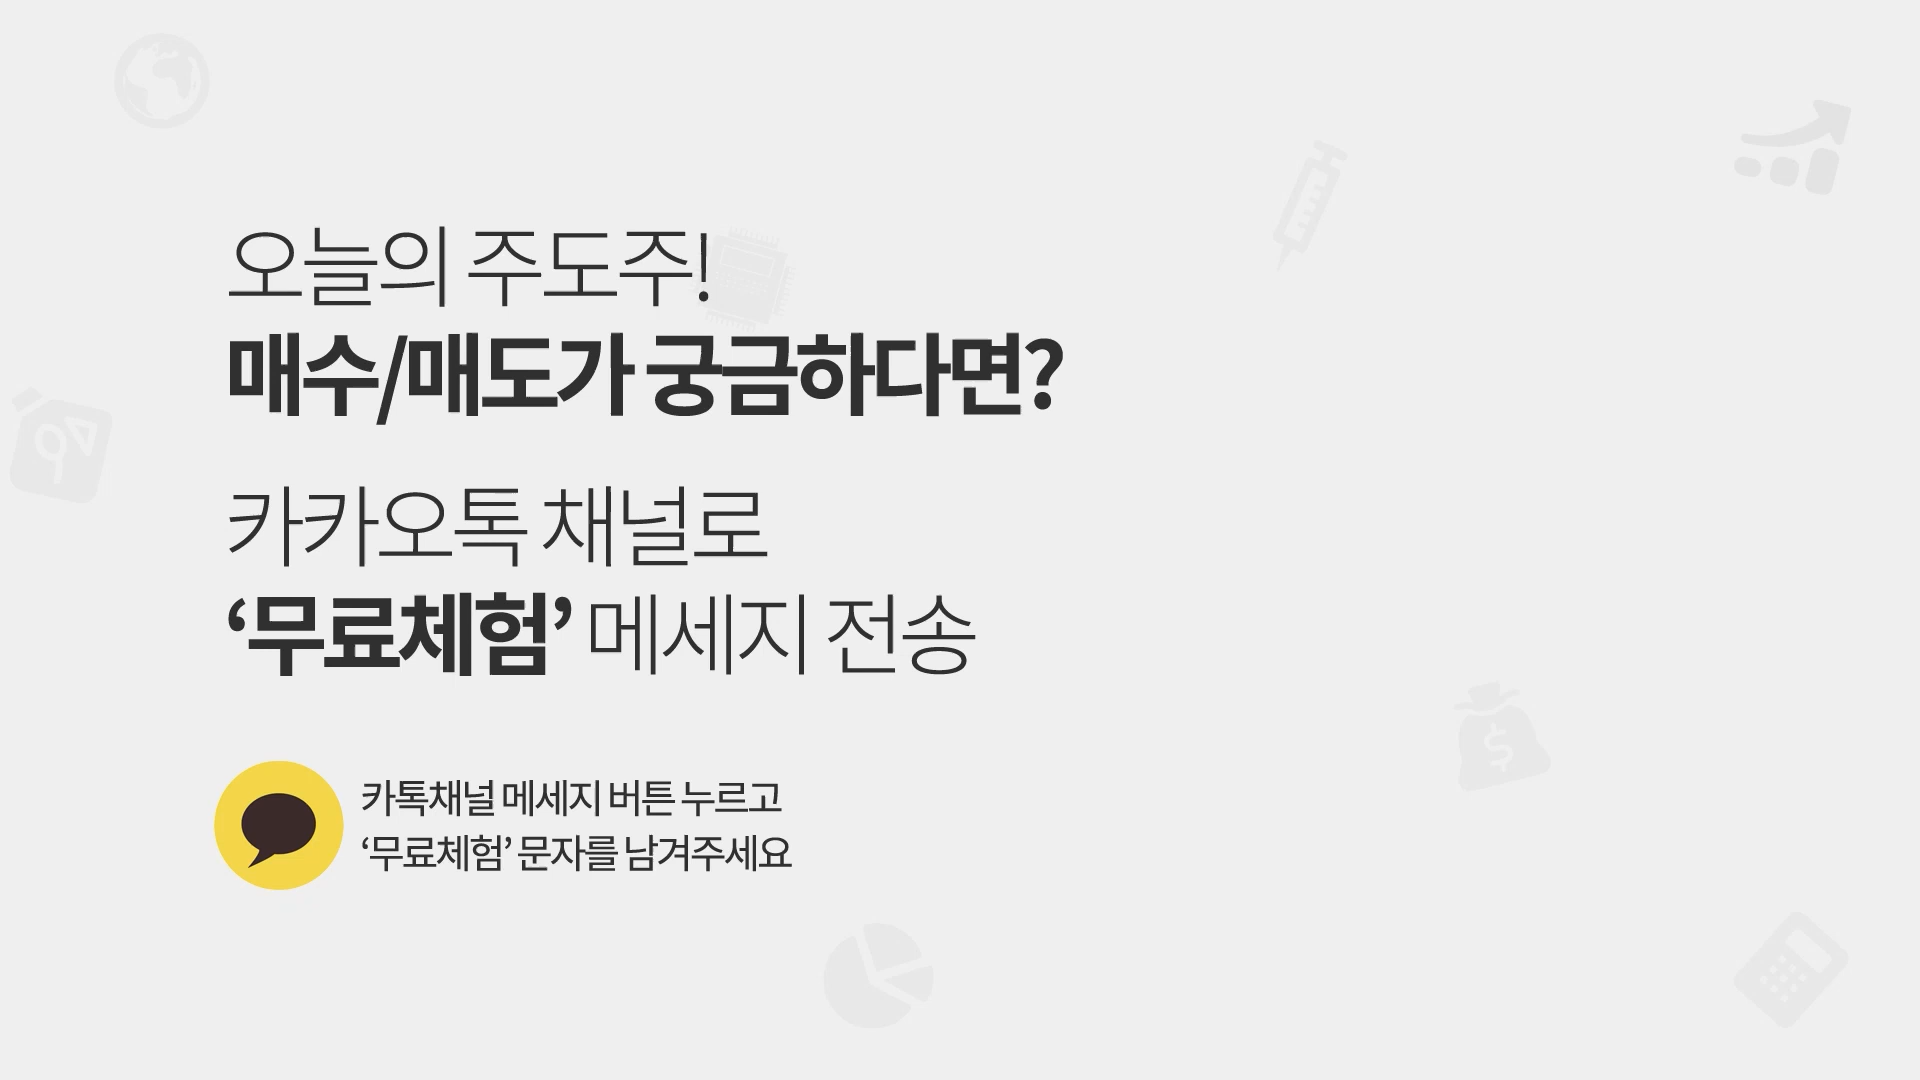 오늘의 주도주!
매수/매도가 궁금하다면?
카카오톡 채널로
‘무료체험’ 메세지 전송
카톡채널 메세지 버튼 누르고
‘무료체험’ 문자를 남겨주세요